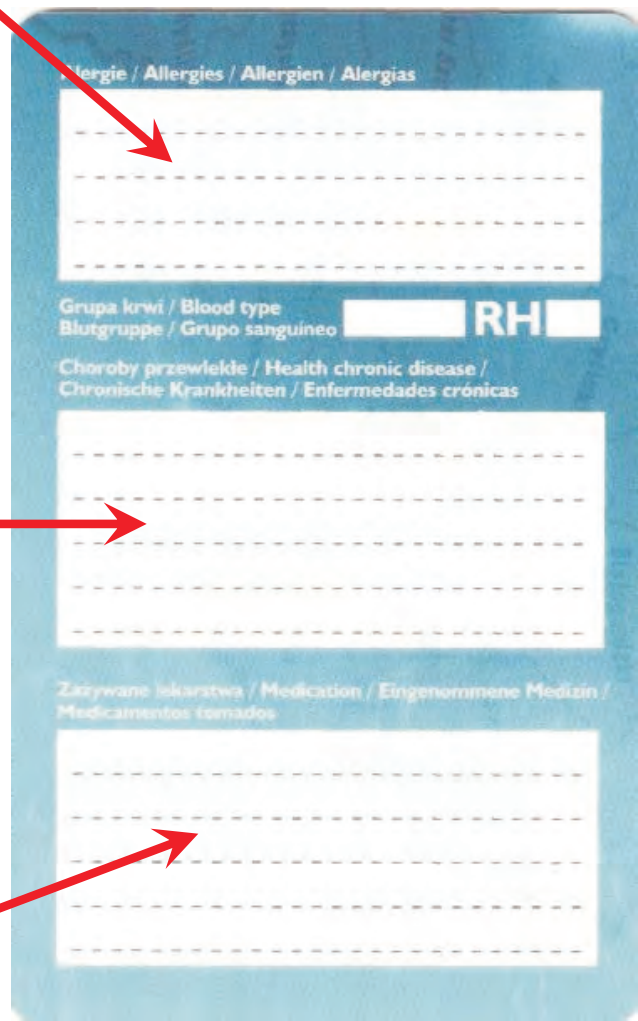 Alergie / Allergies / Allergien / Alergias
Grupa krwi / Blood type
Blutgruppe / Grupo sanguineo
RH
Choroby przewlekłe / Health chronic disease /
Chronische Krankheiten / Enfermedades crónicas
Zażywane lekarstwa / Medication / Eingenommene Medizin /
Medicamentos tomados